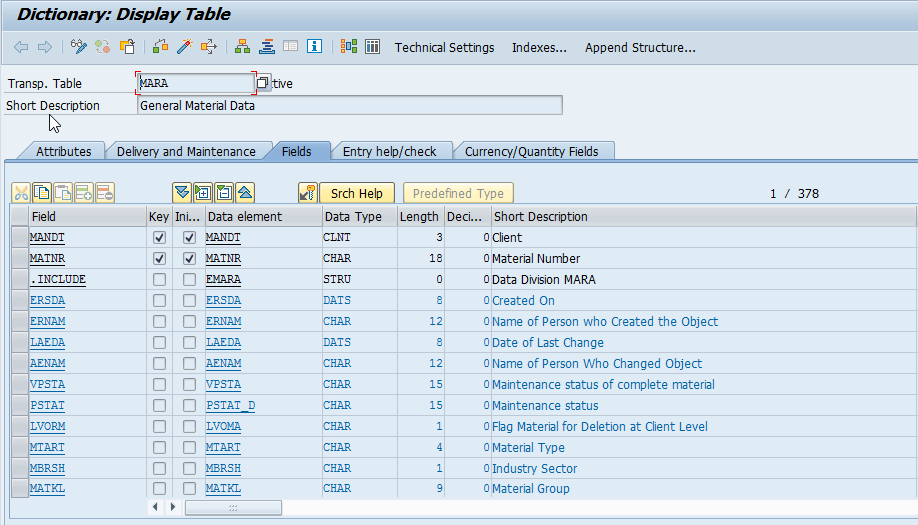 Dictionary: Display Table
Technical Settings Indexes... Append Structure...
Transp. Table MARA ctive
Short Description General Material Data
Attributes Delivery and Maintenance Fields Entry help/check Currency/Quantity Fields
Srch Help Predefined Type 1 / 378
Field Key Ini... Data element Data Type Length Deci... Short Description
MANDT MANDT CLNT 3 0 Client
MATNR MATNR CHAR 18 0 Material Number
.INCLUDE EMARA STRU 0 0 Data Division MARA
ERSDA ERSDA DATS 8 0 Created On
ERNAM ERNAM CHAR 12 0 Name of Person who Created the Object
LAEDA LAEDA DATS 8 0 Date of Last Change
AENAM AENAM CHAR 12 0 Name of Person Who Changed Object
VPSTA VPSTA CHAR 15 0 Maintenance status of complete material
PSTAT PSTAT_D CHAR 15 0 Maintenance status
LVORM LVOMA CHAR 1 0 Flag Material for Deletion at Client Level
MTART MTART CHAR 4 0 Material Type
MBRSH MBRSH CHAR 1 0 Industry Sector
MATKL MATKL CHAR 9 0 Material Group